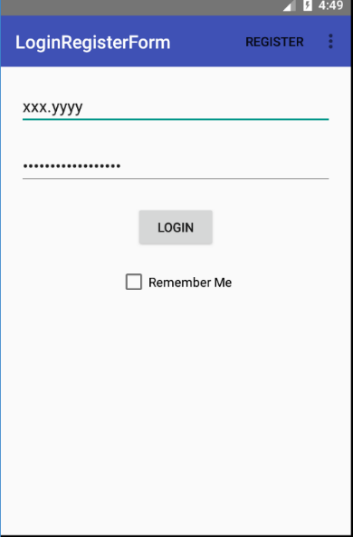 4:49
LoginRegisterForm REGISTER
xxx.yyyy
••••••••••••••••••
LOGIN
Remember Me